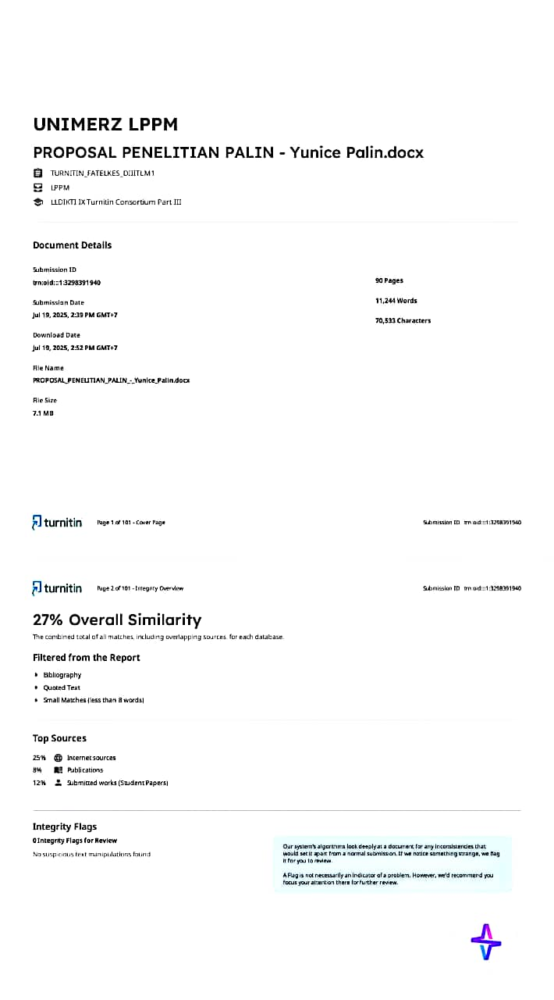 UNIMERZ LPPM
PROPOSAL PENELITIAN PALIN - Yunice Palin.docx
TURNITIN_FATELKES_DIIITLM1
LPPM
LLDIKTI IX Turnitin Consortium Part III
Document Details
Submission ID
trn:oid:::1:3298391940
Submission Date
Jul 19, 2025, 2:39 PM GMT+7
Download Date
Jul 19, 2025, 2:52 PM GMT+7
File Name
PROPOSAL_PENELITIAN_PALIN_-_Yunice_Palin.docx
File Size
7.1 MB
90 Pages
11,244 Words
70,533 Characters
turnitin Page 1 of 101 - Cover Page Submission ID trn:oid:::1:3298391940
turnitin Page 2 of 101 - Integrity Overview Submission ID trn:oid:::1:3298391940
27% Overall Similarity
The combined total of all matches, including overlapping sources, for each database.
Filtered from the Report
Bibliography
Quoted Text
Small Matches (less than 8 words)
Top Sources
25% Internet sources
8% Publications
12% Submitted works (Student Papers)
Integrity Flags
0 Integrity Flags for Review
No suspicious text manipulations found.
Our system's algorithms look deeply at a document for any inconsistencies that
would set it apart from a normal submission. If we notice something strange, we flag
it for you to review.
A Flag is not necessarily an indicator of a problem. However, we'd recommend you
focus your attention there for further review.